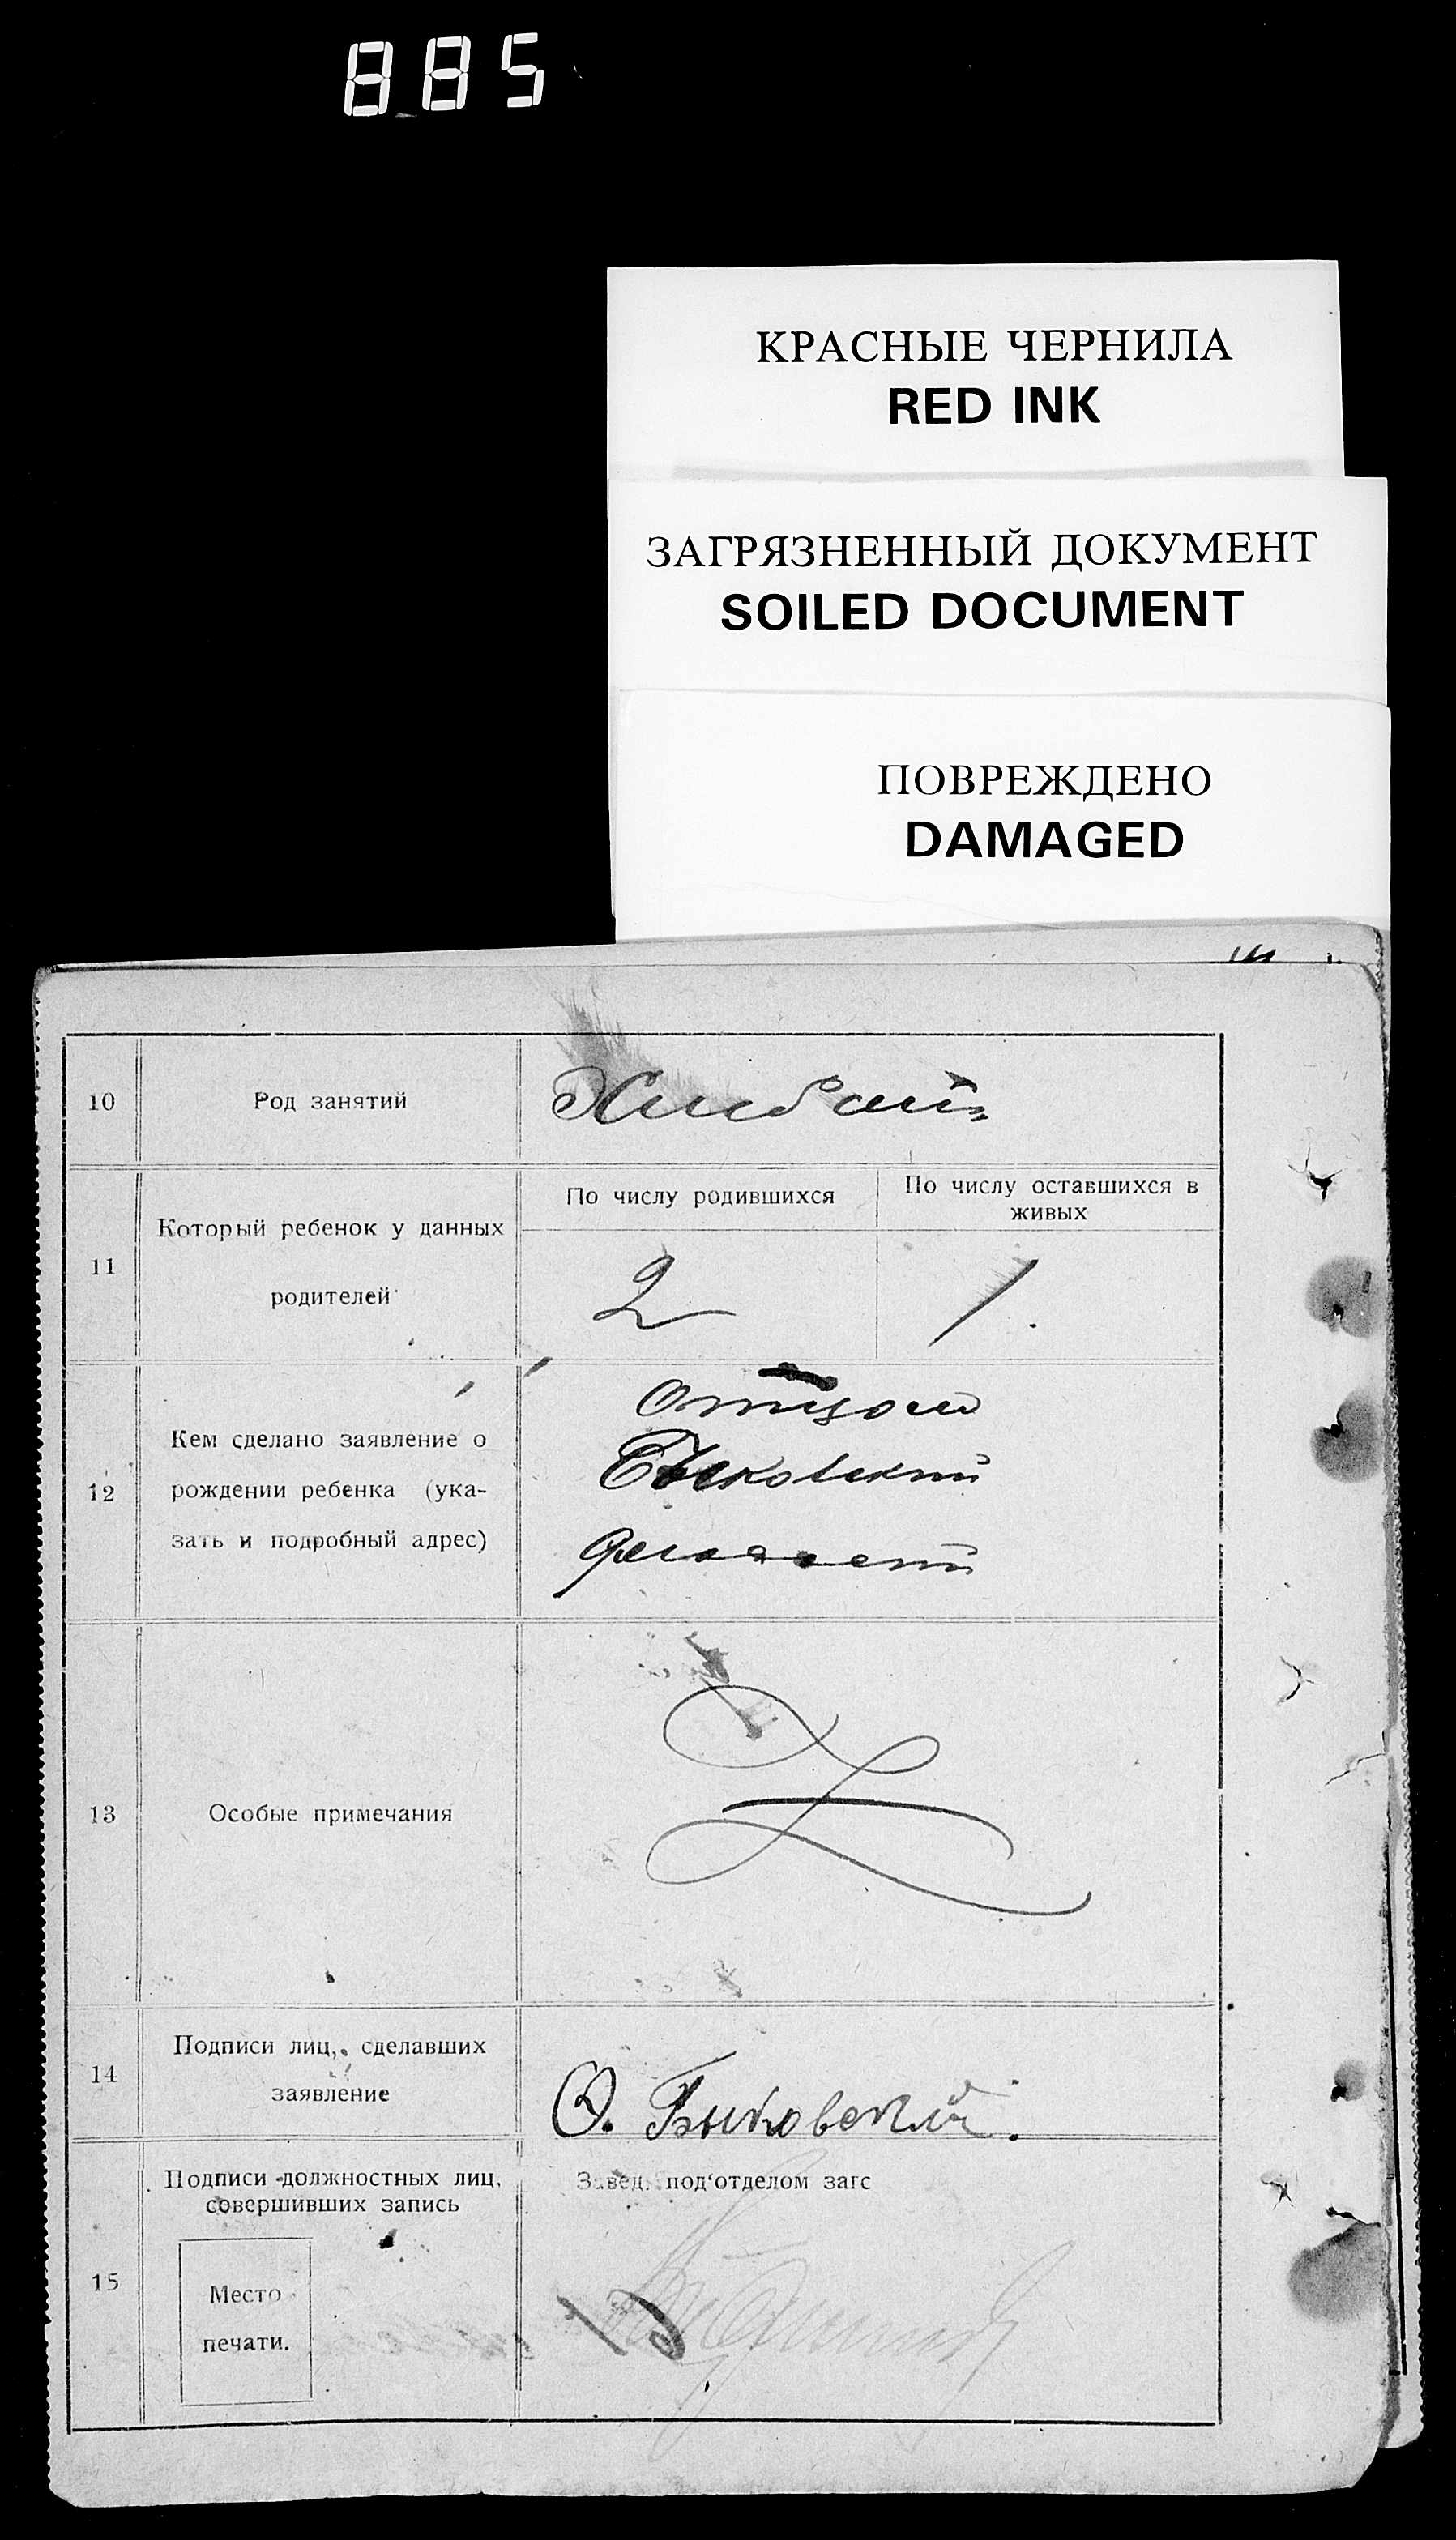 885
КРАСНЫЕ ЧЕРНИЛА
RED INK
ЗАГРЯЗНЕННЫЙ ДОКУМЕНТ
SOILED DOCUMENT
ПОВРЕЖДЕНО
DAMAGED
10
Род занятий
11
Который ребенок у данных
родителей
По числу родившихся
По числу оставшихся в
живых
2
1
12
Кем сделано заявление о
рождении ребенка (ука-
зать и подробный адрес)
Отцом
Быковский
13
Особые примечания
14
Подписи лиц, сделавших
заявление
Быковский.
15
Подписи должностных лиц,
совершивших запись
Место
печати.
Завед. под'отделом загс